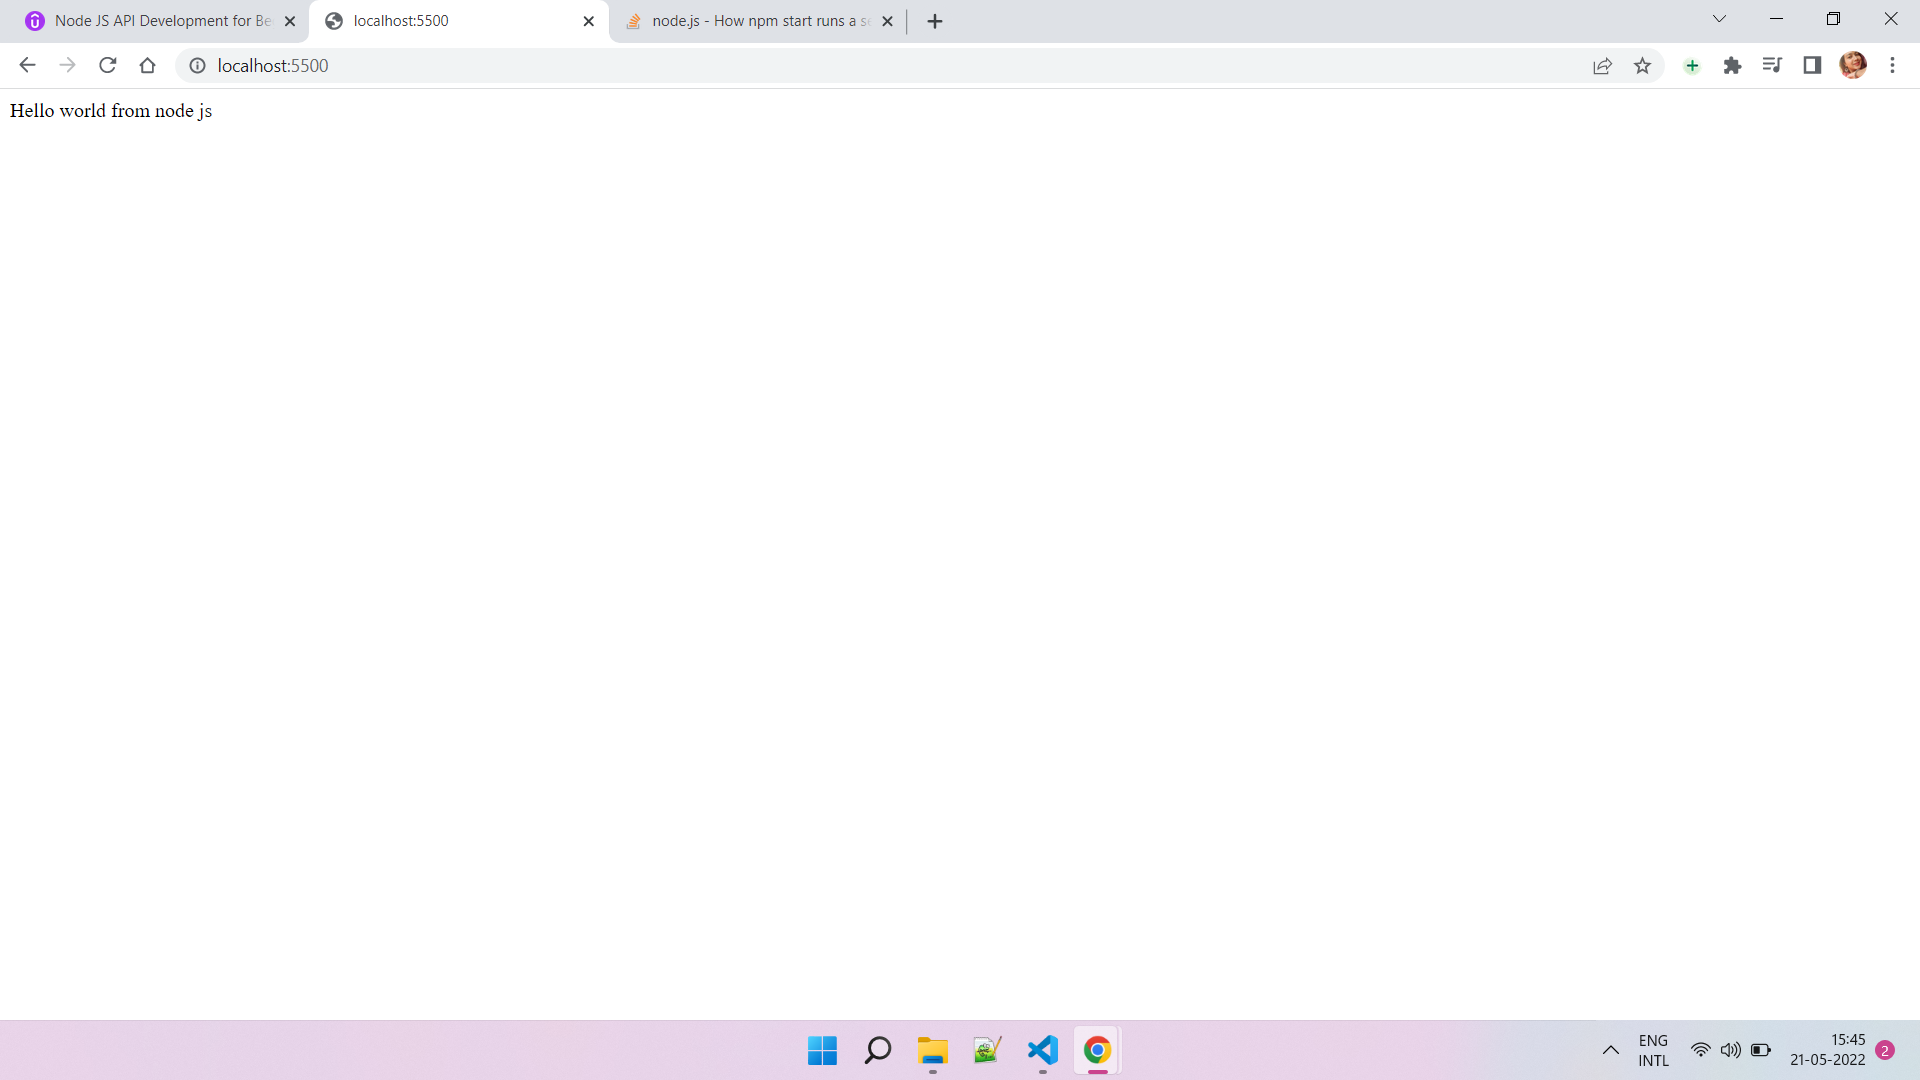 Node JS API Development for Be
localhost:5500
node.js - How npm start runs a se
localhost:5500
Hello world from node js
ENG
INTL
15:45
21-05-2022
2